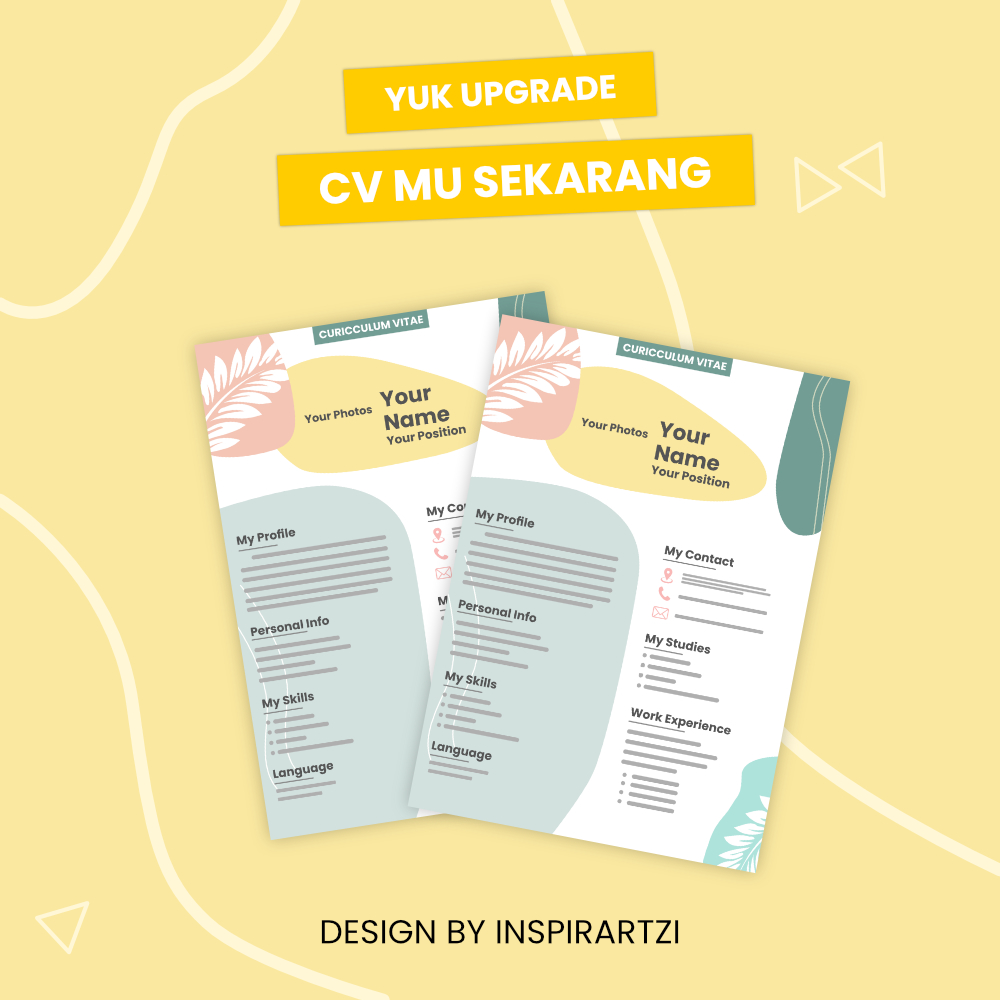 YUK UPGRADE
CV MU SEKARANG
CURICCULUM VITAE
Your Photos
Your
Name
Your Position
My Profile
Personal Info
My Skills
Language
CURICCULUM VITAE
Your Photos
Your
Name
Your Position
My Profile
Personal Info
My Skills
Language
My Contact
My Studies
Work Experience
DESIGN BY INSPIRARTZI